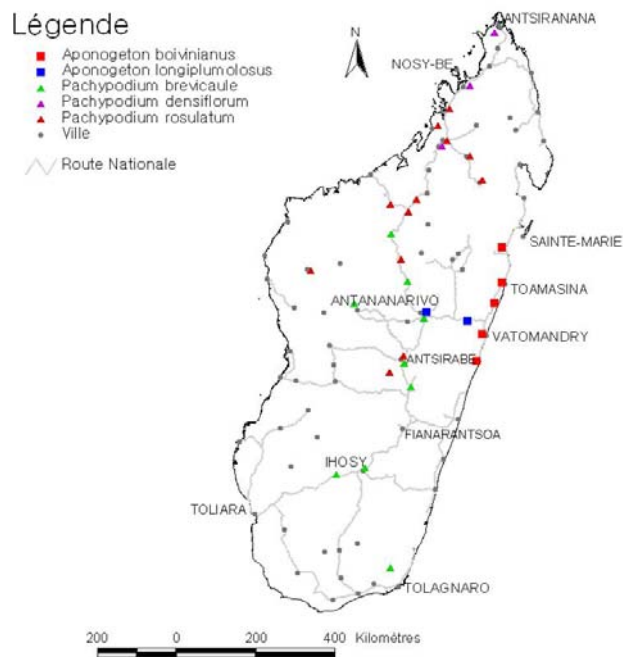 Légende
Aponogeton boivinianus
Aponogeton longiplumolosus
Pachypodium brevicaule
Pachypodium densiflorum
Pachypodium rosulatum
Ville
Route Nationale
N
ANTSIRANANA
NOSY-BE
SAINTE-MARIE
TOAMASINA
ANTANANARIVO
VATOMANDRY
ANTSIRABE
FIANARANTSOA
IHOSY
TOLIARA
TOLAGNARO
200 0 200 400 Kilométres